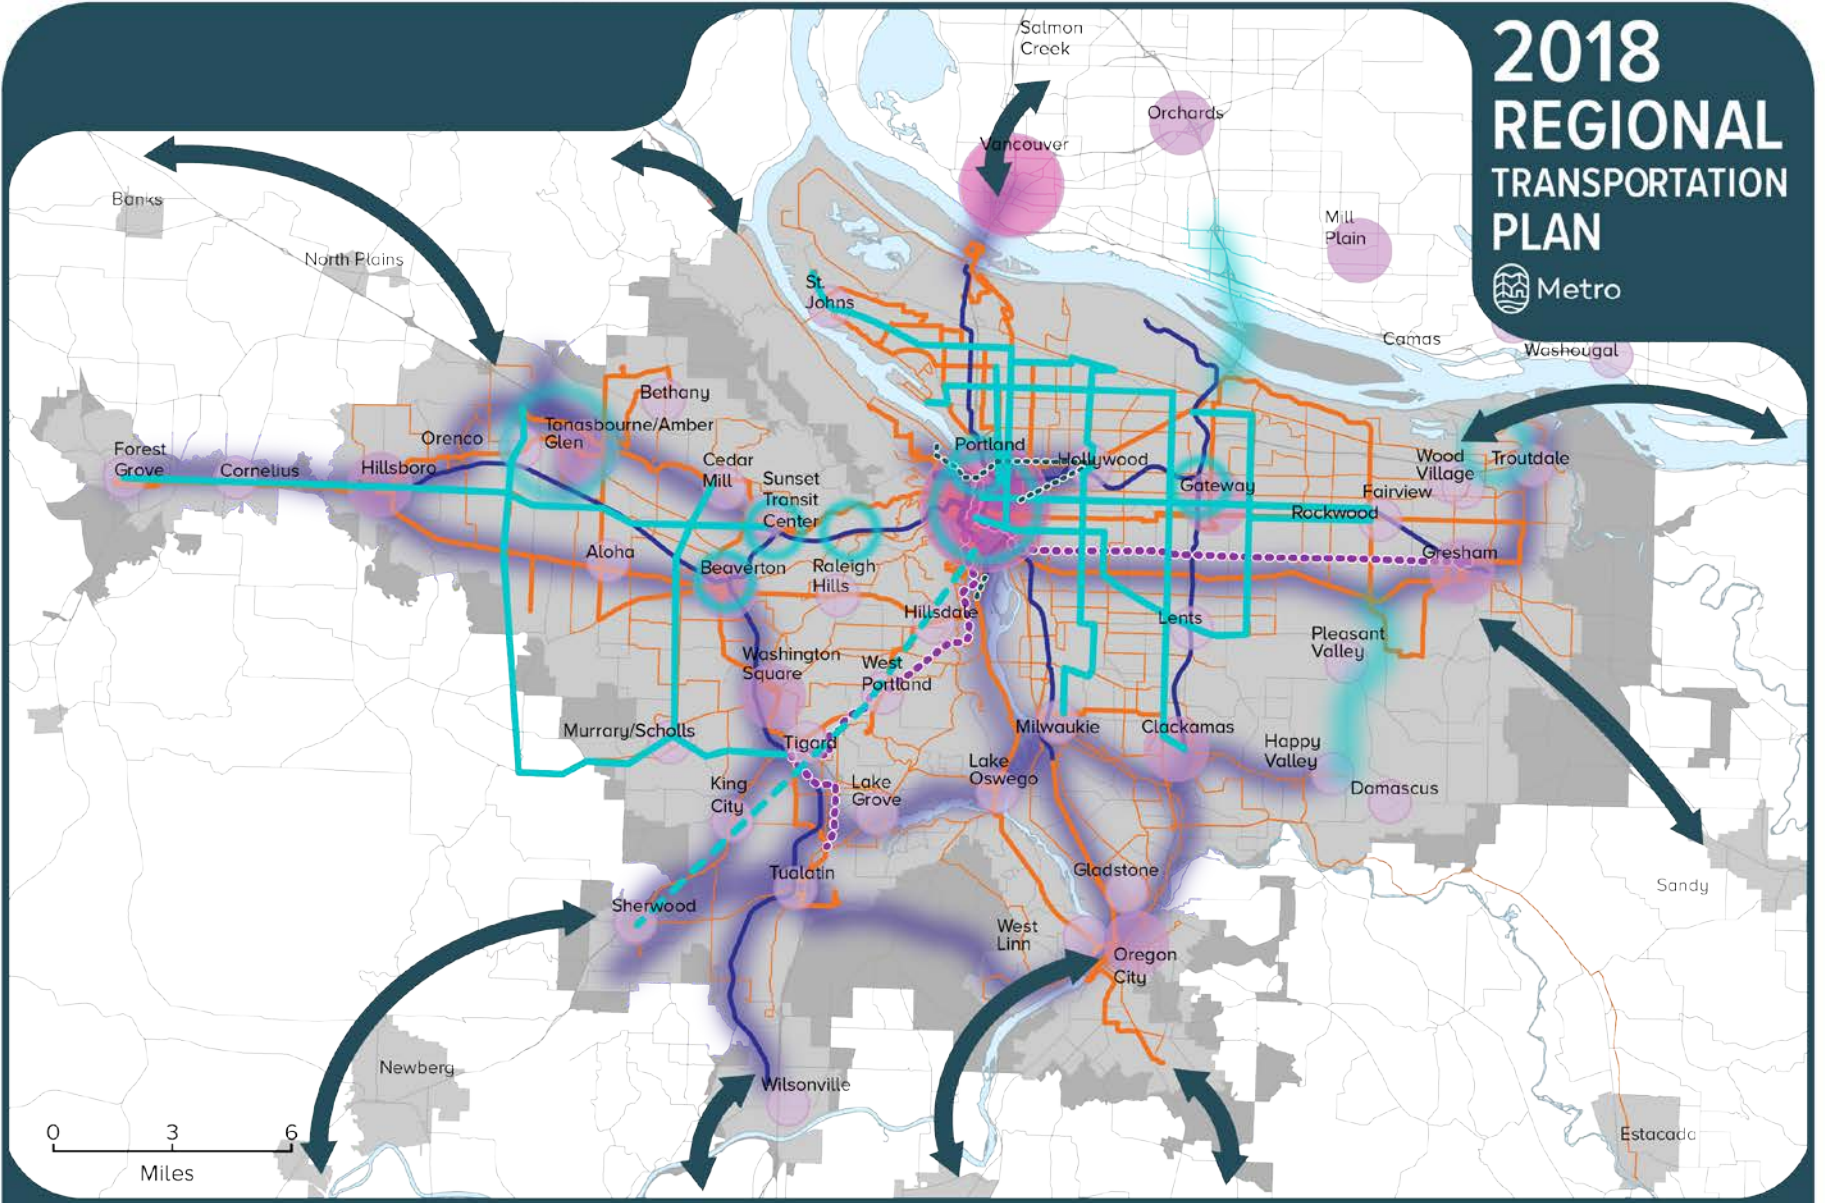 2018
REGIONAL
TRANSPORTATION
PLAN
Metro
Salmon
Creek
Orchards
Vancouver
Banks
Mill
Plain
North Plains
St.
Johns
Camas
Washougal
Bethany
Tanasbourne/Amber
Glen
Orenco
Portland
Hollywood
Forest
Grove
Cornelius
Hillsboro
Cedar
Mill
Sunset
Transit
Center
Gateway
Wood
Village
Troutdale
Fairview
Rockwood
Aloha
Beaverton
Raleigh
Hills
Gresham
Hillsdale
Lents
Pleasant
Valley
Washington
Square
West
Portland
Murrary/Scholls
Tigard
Milwaukie
Clackamas
Happy
Valley
King
City
Lake
Grove
Lake
Oswego
Damascus
Tualatin
Gladstone
Sherwood
Sandy
West
Linn
Oregon
City
Newberg
Wilsonville
Estacada
0 3 6
Miles